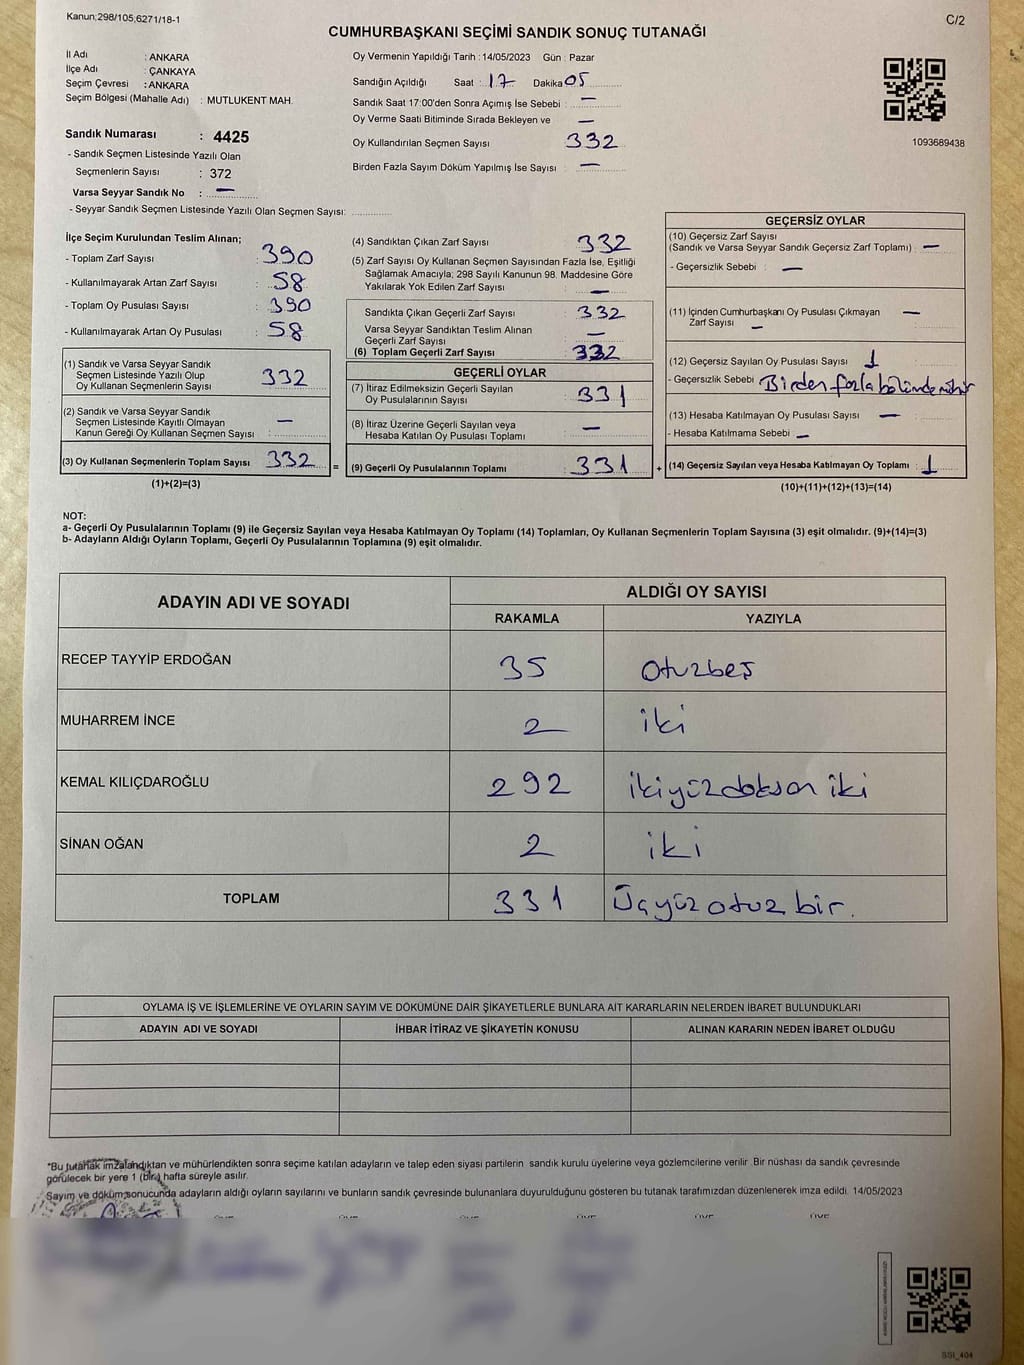 Kanun;298/105,6271/18-1
C/2
CUMHURBAŞKANI SEÇİMİ SANDIK SONUÇ TUTANAĞI
İl Adı : ANKARA
İlçe Adı : ÇANKAYA
Seçim Çevresi : ANKARA
Seçim Bölgesi (Mahalle Adı) : MUTLUKENT MAH.
Sandık Numarası : 4425
- Sandık Seçmen Listesinde Yazılı Olan
Seçmenlerin Sayısı : 372
Varsa Seyyar Sandık No : —
- Seyyar Sandık Seçmen Listesinde Yazılı Olan Seçmen Sayısı:
Oy Vermenin Yapıldığı Tarih : 14/05/2023 Gün : Pazar
Sandığın Açıldığı Saat : 17 Dakika 05
Sandık Saat 17:00'den Sonra Açımış İse Sebebi : —
Oy Verme Saati Bitiminde Sırada Bekleyen ve —
Oy Kullandırılan Seçmen Sayısı 332
Birden Fazla Sayım Döküm Yapılmış İse Sayısı : —
1093689438
İlçe Seçim Kurulundan Teslim Alınan;
- Toplam Zarf Sayısı : 390
- Kullanılmayarak Artan Zarf Sayısı : 58
- Toplam Oy Pusulası Sayısı : 390
- Kullanılmayarak Artan Oy Pusulası : 58
(1) Sandık ve Varsa Seyyar Sandık
Seçmen Listesinde Yazılı Olup
Oy Kullanan Seçmenlerin Sayısı : 332
(2) Sandık ve Varsa Seyyar Sandık
Seçmen Listesinde Kayıtlı Olmayan
Kanun Gereği Oy Kullanan Seçmen Sayısı : —
(3) Oy Kullanan Seçmenlerin Toplam Sayısı 332 =
(1)+(2)=(3)
(4) Sandıktan Çıkan Zarf Sayısı : 332
(5) Zarf Sayısı Oy Kullanan Seçmen Sayısından Fazla İse, Eşitliği
Sağlamak Amacıyla; 298 Sayılı Kanunun 98. Maddesine Göre
Yakılarak Yok Edilen Zarf Sayısı : —
Sandıkta Çıkan Geçerli Zarf Sayısı : 332
Varsa Seyyar Sandıktan Teslim Alınan
Geçerli Zarf Sayısı : —
(6) Toplam Geçerli Zarf Sayısı : 332
GEÇERLİ OYLAR
(7) İtiraz Edilmeksizin Geçerli Sayılan
Oy Pusulalarının Sayısı : 331
(8) İtiraz Üzerine Geçerli Sayılan veya
Hesaba Katılan Oy Pusulası Toplamı : —
(9) Geçerli Oy Pusulalarının Toplamı : 331 +
GEÇERSİZ OYLAR
(10) Geçersiz Zarf Sayısı
(Sandık ve Varsa Seyyar Sandık Geçersiz Zarf Toplamı) : —
- Geçersizlik Sebebi : —
(11) İçinden Cumhurbaşkanı Oy Pusulası Çıkmayan —
Zarf Sayısı : —
(12) Geçersiz Sayılan Oy Pusulası Sayısı : 1
- Geçersizlik Sebebi : Birden fazla bölümde mühür
(13) Hesaba Katılmayan Oy Pusulası Sayısı : —
- Hesaba Katılmama Sebebi : —
(14) Geçersiz Sayılan veya Hesaba Katılmayan Oy Toplamı : 1
(10)+(11)+(12)+(13)=(14)
NOT:
a- Geçerli Oy Pusulalarının Toplamı (9) ile Geçersiz Sayılan veya Hesaba Katılmayan Oy Toplamı (14) Toplamları, Oy Kullanan Seçmenlerin Toplam Sayısına (3) eşit olmalıdır. (9)+(14)=(3)
b- Adayların Aldığı Oyların Toplamı, Geçerli Oy Pusulalarının Toplamına (9) eşit olmalıdır.
ADAYIN ADI VE SOYADI
ALDIĞI OY SAYISI
RAKAMLA YAZIYLA
RECEP TAYYİP ERDOĞAN 35 otuzbeş
MUHARREM İNCE 2 iki
KEMAL KILIÇDAROĞLU 292 ikiyüzdoksan iki
SİNAN OĞAN 2 iki
TOPLAM 331 Üçyüz otuz bir.
OYLAMA İŞ VE İŞLEMLERİNE VE OYLARIN SAYIM VE DÖKÜMÜNE DAİR ŞİKAYETLERLE BUNLARA AİT KARARLARIN NELERDEN İBARET BULUNDUKLARI
ADAYIN ADI VE SOYADI İHBAR İTİRAZ VE ŞİKAYETİN KONUSU ALINAN KARARIN NEDEN İBARET OLDUĞU
"Bu tutanak imzalandıktan ve mühürlendikten sonra seçime katılan adayların ve talep eden siyasi partilerin sandık kurulu üyelerine veya gözlemcilerine verilir. Bir nüshası da sandık çevresinde
görülecek bir yere 1 (bir) hafta süreyle asılır.
Sayım ve döküm sonucunda adayların aldığı oyların sayılarını ve bunların sandık çevresinde bulunanlara duyurulduğunu gösteren bu tutanak tarafımızdan düzenlenerek imza edildi. 14/05/2023
SSI_404